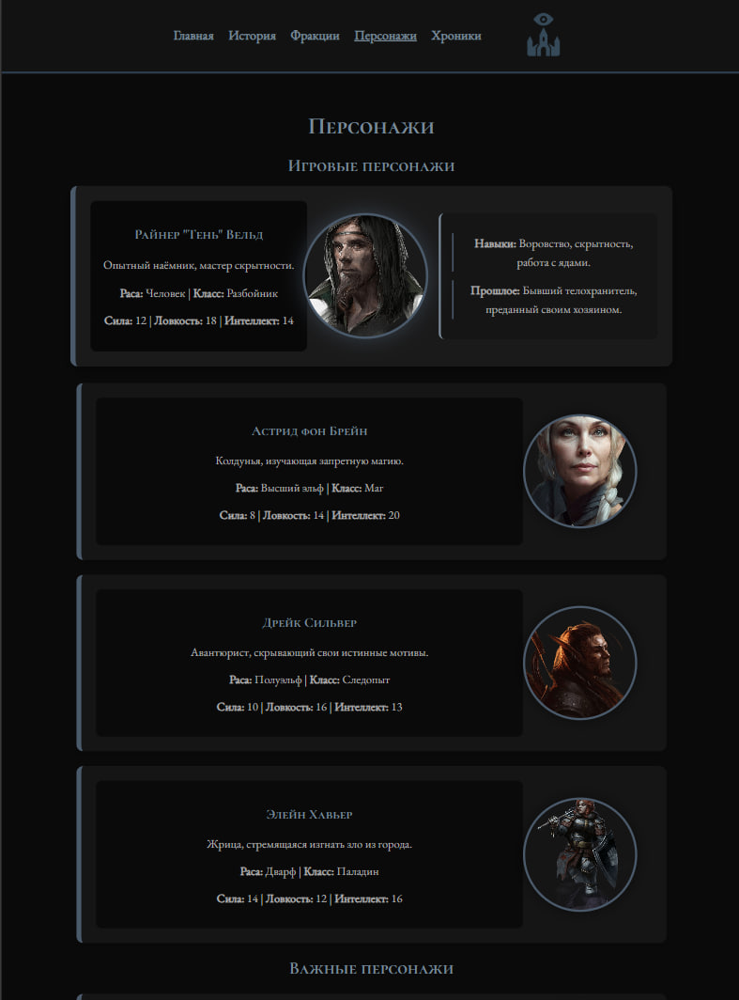 Главная История Фракции Персонажи Хроники
Персонажи
Игровые персонажи
Райнер "Тень" Вельд
Опытный наёмник, мастер скрытности.
Раса: Человек | Класс: Разбойник
Сила: 12 | Ловкость: 18 | Интеллект: 14
Навыки: Воровство, скрытность,
работа с ядами.
Прошлое: Бывший телохранитель,
преданный своим хозяином.
Астрид фон Брейн
Колдунья, изучающая запретную магию.
Раса: Высший эльф | Класс: Маг
Сила: 8 | Ловкость: 14 | Интеллект: 20
Дрейк Сильвер
Авантюрист, скрывающий свои истинные мотивы.
Раса: Полуэльф | Класс: Следопыт
Сила: 10 | Ловкость: 16 | Интеллект: 13
Элейн Хавьер
Жрица, стремящаяся изгнать зло из города.
Раса: Дварф | Класс: Паладин
Сила: 14 | Ловкость: 12 | Интеллект: 16
Важные персонажи